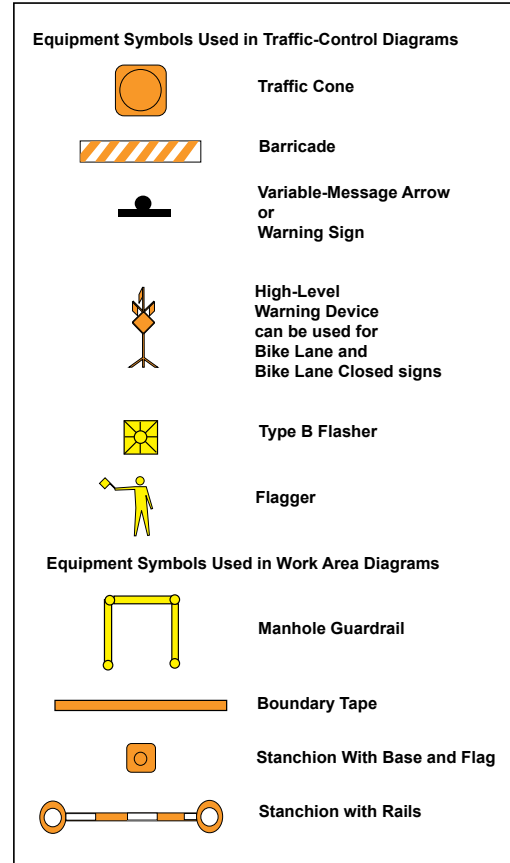 Equipment Symbols Used in Traffic-Control Diagrams
Traffic Cone
Barricade
Variable-Message Arrow
or
Warning Sign
High-Level
Warning Device
can be used for
Bike Lane and
Bike Lane Closed signs
Type B Flasher
Flagger
Equipment Symbols Used in Work Area Diagrams
Manhole Guardrail
Boundary Tape
Stanchion With Base and Flag
Stanchion with Rails